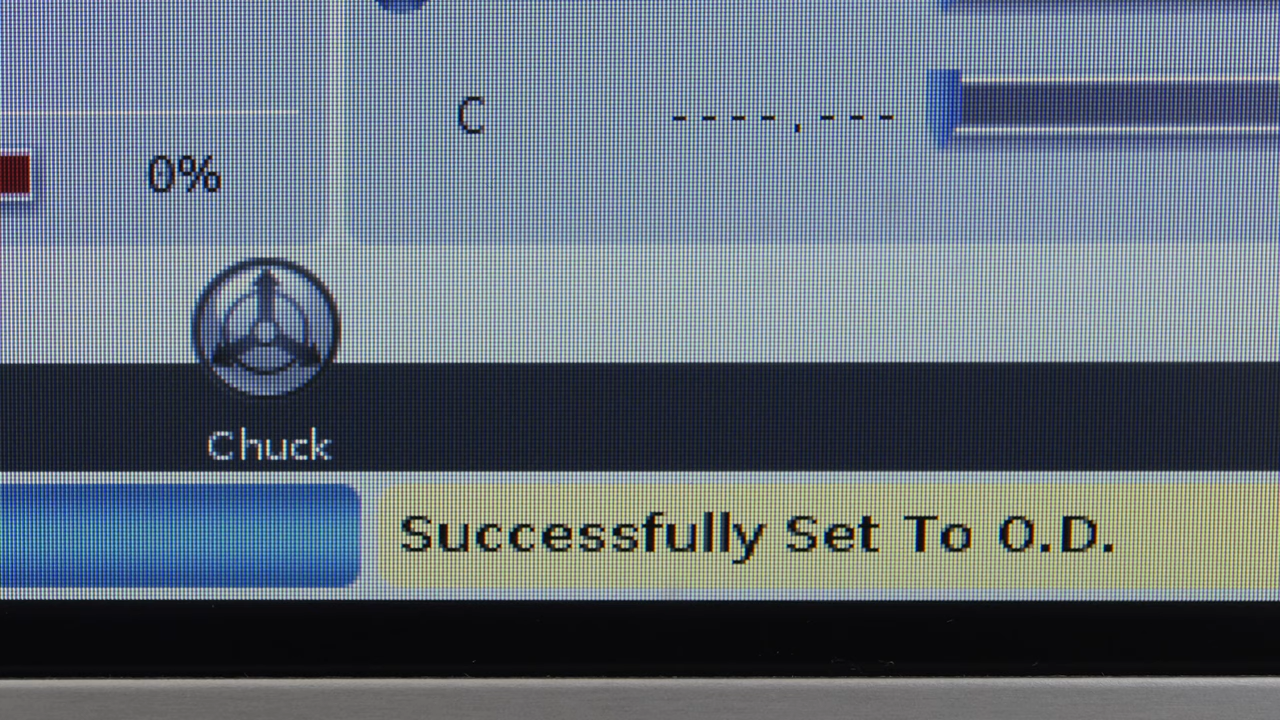 C ----.---
0%
Chuck
Successfully Set To O.D.